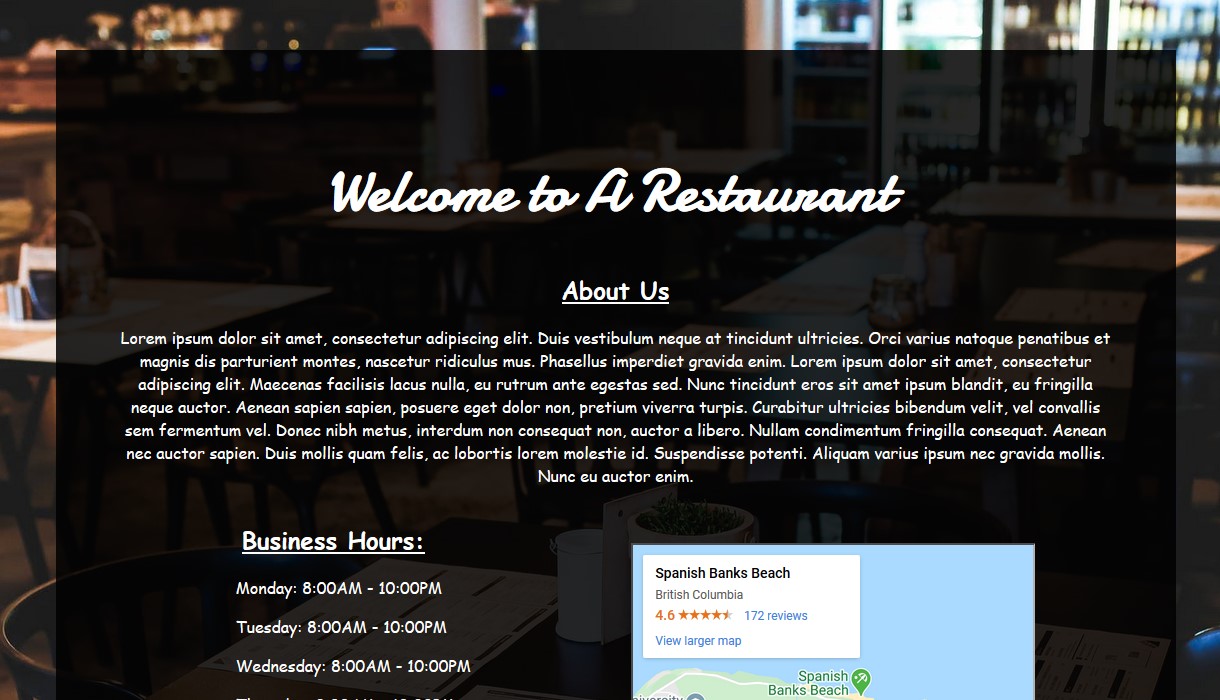 Welcome to A Restaurant
About Us
Lorem ipsum dolor sit amet, consectetur adipiscing elit. Duis vestibulum neque at tincidunt ultricies. Orci varius natoque penatibus et
magnis dis parturient montes, nascetur ridiculus mus. Phasellus imperdiet gravida enim. Lorem ipsum dolor sit amet, consectetur
adipiscing elit. Maecenas facilisis lacus nulla, eu rutrum ante egestas sed. Nunc tincidunt eros sit amet ipsum blandit, eu fringilla
neque auctor. Aenean sapien sapien, posuere eget dolor non, pretium viverra turpis. Curabitur ultricies bibendum velit, vel convallis
sem fermentum vel. Donec nibh metus, interdum non consequat non, auctor a libero. Nullam condimentum fringilla consequat. Aenean
nec auctor sapien. Duis mollis quam felis, ac lobortis lorem molestie id. Suspendisse potenti. Aliquam varius ipsum nec gravida mollis.
Nunc eu auctor enim.
Business Hours:
Monday: 8:00AM - 10:00PM
Tuesday: 8:00AM - 10:00PM
Wednesday: 8:00AM - 10:00PM
Spanish Banks Beach
British Columbia
4.6 172 reviews
View larger map
Spanish
Banks Beach